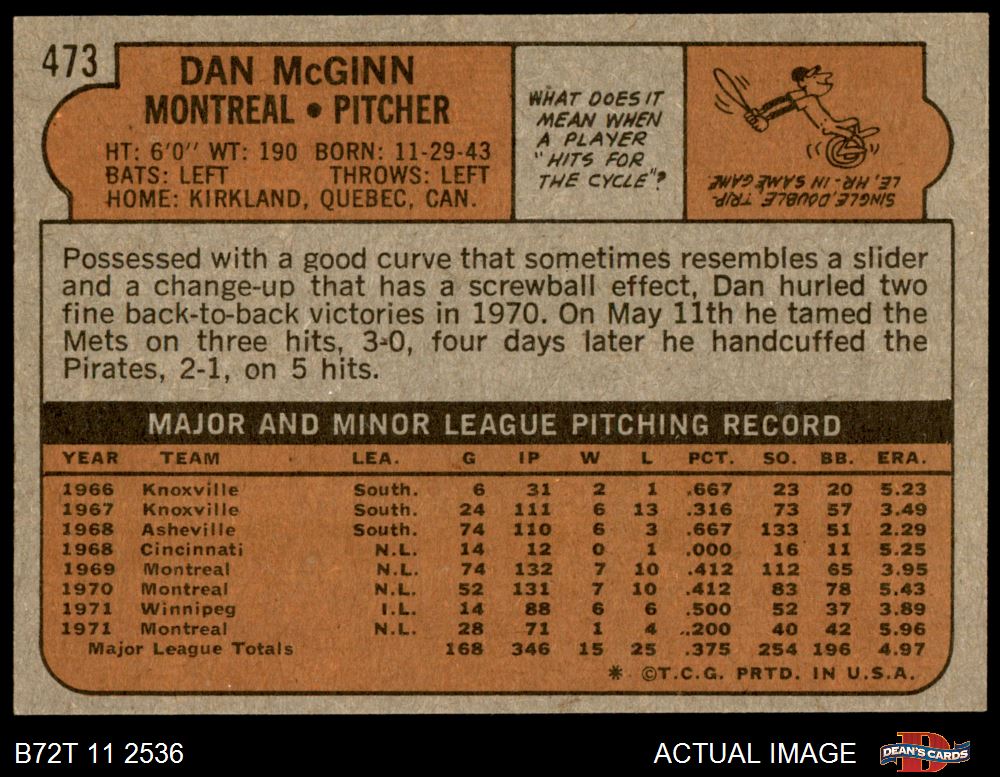 473
DAN McGINN
MONTREAL • PITCHER
HT: 6'0" WT: 190 BORN: 11-29-43
BATS: LEFT THROWS: LEFT
HOME: KIRKLAND, QUEBEC, CAN.
WHAT DOES IT
MEAN WHEN
A PLAYER
"HITS FOR
THE CYCLE"?
SINGLE, DOUBLE, TRIP-
LE, HR - IN SAME GAME.
Possessed with a good curve that sometimes resembles a slider
and a change-up that has a screwball effect, Dan hurled two
fine back-to-back victories in 1970. On May 11th he tamed the
Mets on three hits, 3-0, four days later he handcuffed the
Pirates, 2-1, on 5 hits.
MAJOR AND MINOR LEAGUE PITCHING RECORD
YEAR TEAM LEA. G IP W L PCT. SO. BB. ERA.
1966 Knoxville South. 6 31 2 1 .667 23 20 5.23
1967 Knoxville South. 24 111 6 13 .316 73 57 3.49
1968 Asheville South. 74 110 6 3 .667 133 51 2.29
1968 Cincinnati N.L. 14 12 0 1 .000 16 11 5.25
1969 Montreal N.L. 74 132 7 10 .412 112 65 3.95
1970 Montreal N.L. 52 131 7 10 .412 83 78 5.43
1971 Winnipeg I.L. 14 88 6 6 .500 52 37 3.89
1971 Montreal N.L. 28 71 1 4 .200 40 42 5.96
Major League Totals 168 346 15 25 .375 254 196 4.97
* ©T.C.G. PRTD. IN U.S.A.
B72T 11 2536
ACTUAL IMAGE
DEAN'S CARDS